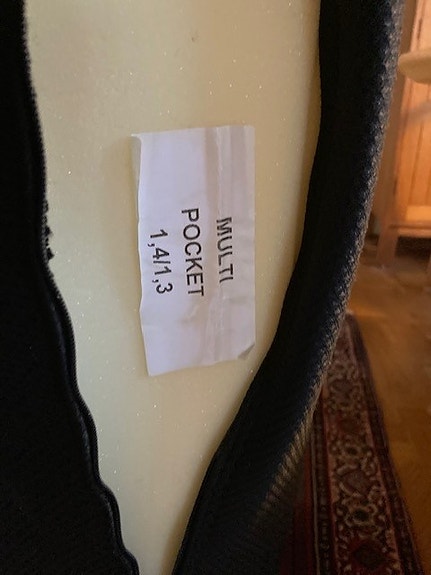 MULTI
POCKET
1,4/1,3